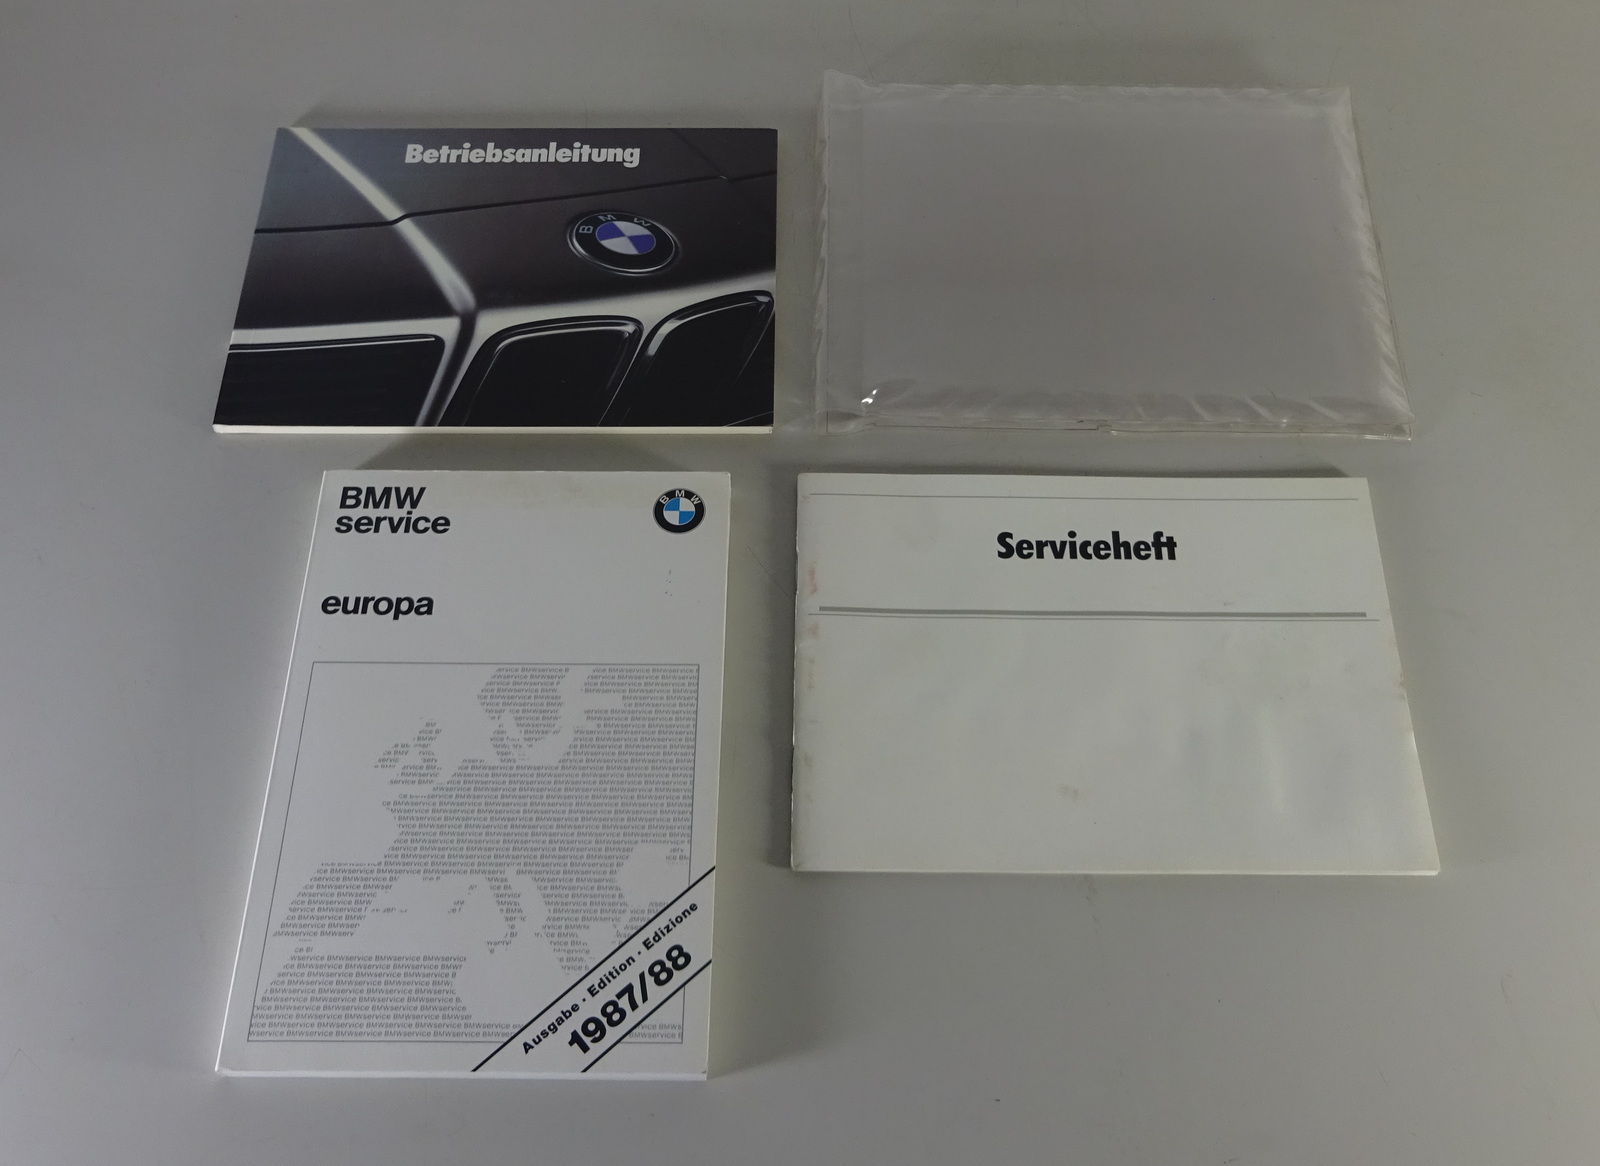 Betriebsanleitung
BMW
BMW
service
BMW
europa
Ausgabe · Edition · Edizione
1987/88
Serviceheft